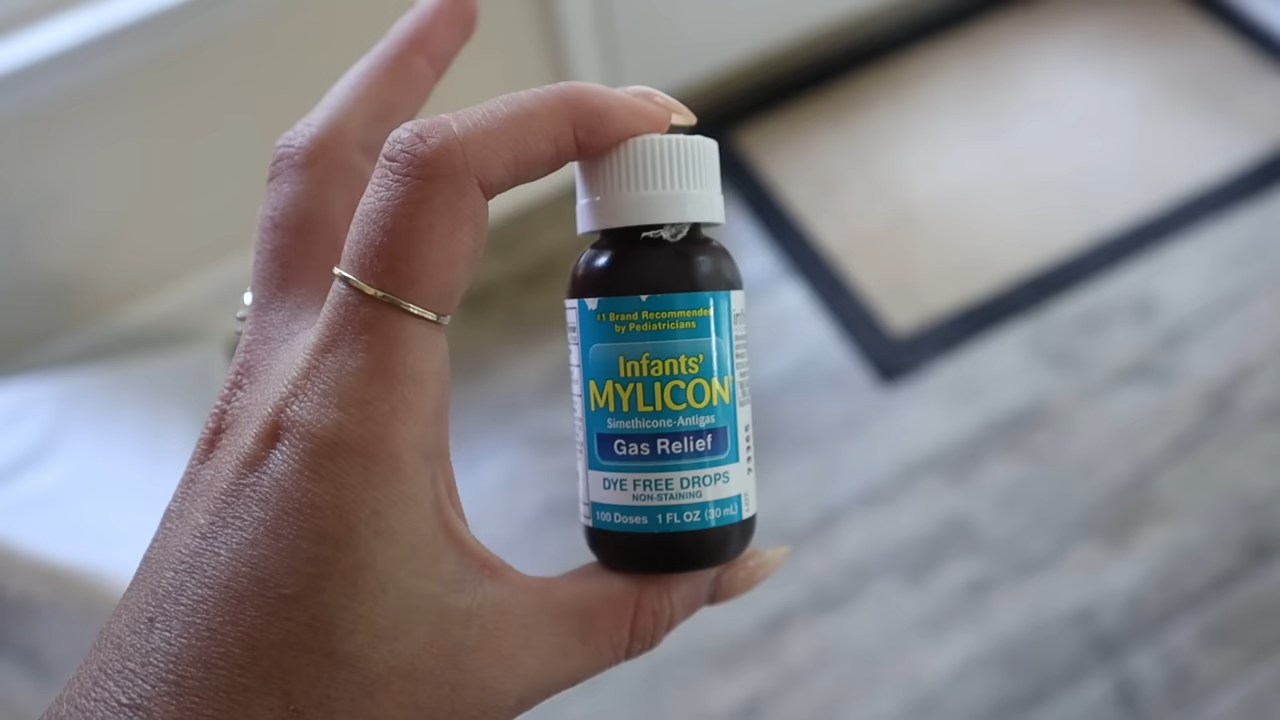 #1 Brand Recommended
by Pediatricians
Infants'
MYLICON
Simethicone-Antigas
Gas Relief
DYE FREE DROPS
NON-STAINING
100 Doses 1 FL OZ (30 mL)